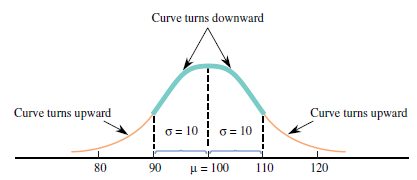 Curve turns downward
Curve turns upward
Curve turns upward
σ = 10 σ = 10
80 90 μ = 100 110 120